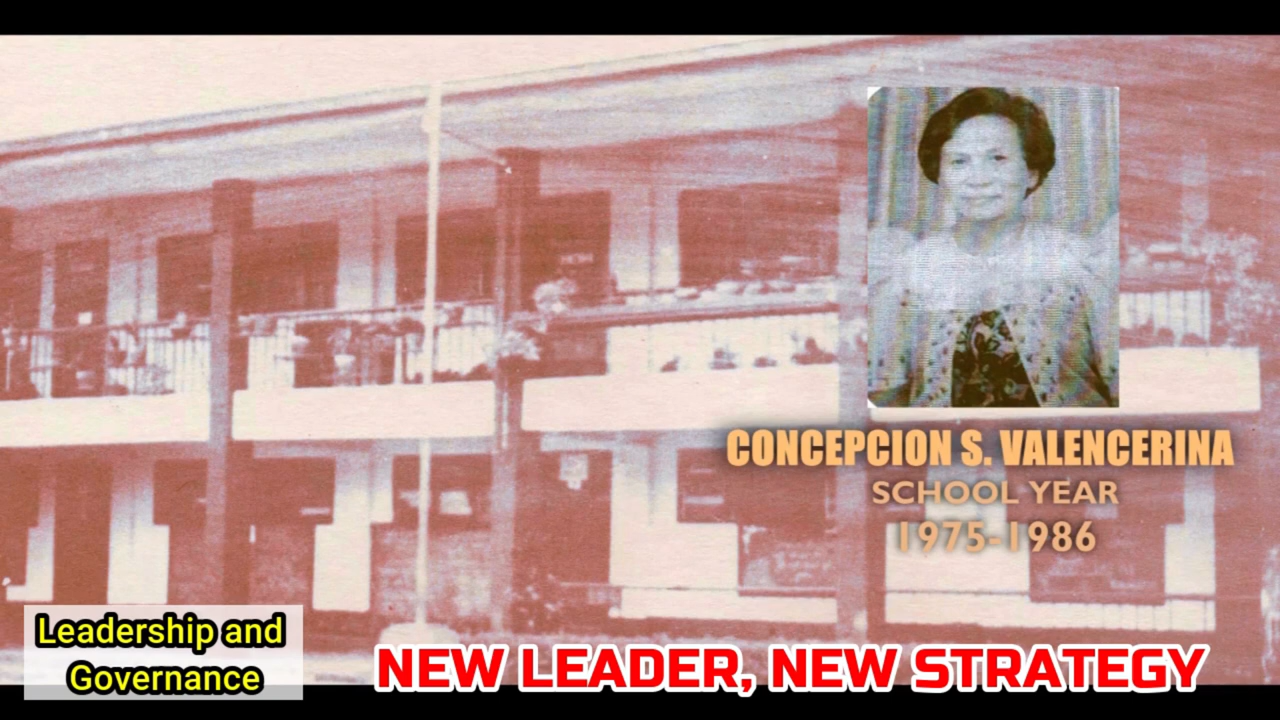 CONCEPCION S. VALENCERINA
SCHOOL YEAR
1975-1986
Leadership and
Governance
NEW LEADER, NEW STRATEGY